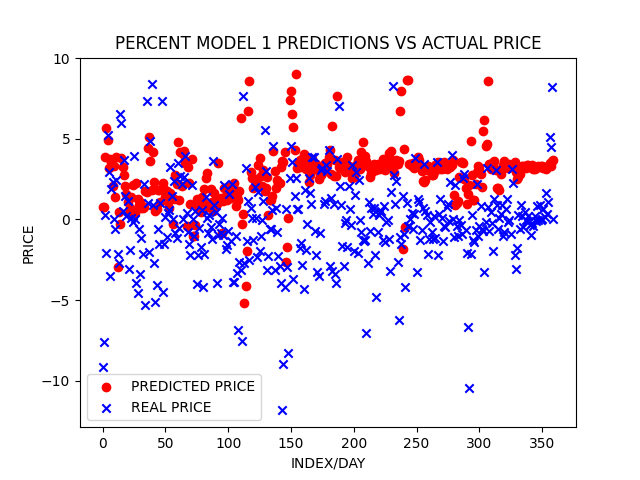 PERCENT MODEL 1 PREDICTIONS VS ACTUAL PRICE
10
5
0
−5
−10
PRICE
PREDICTED PRICE
REAL PRICE
0 50 100 150 200 250 300 350
INDEX/DAY